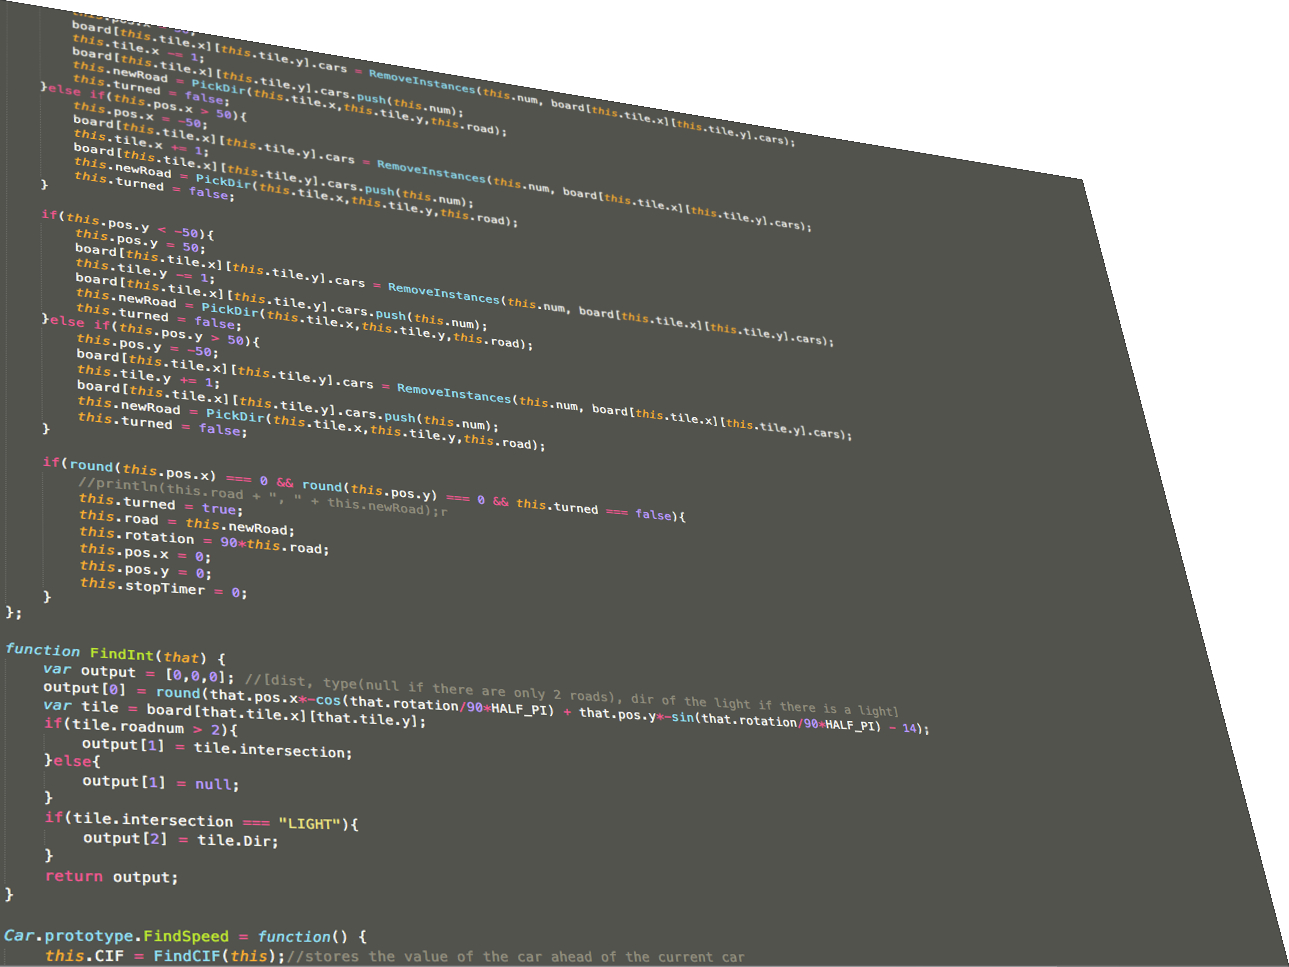 this.pos.x
board[this.tile.x][this.tile.y].cars = RemoveInstances(this.num, board[this.tile.x][this.tile.y].cars);
this.tile.x -= 1;
board[this.tile.x][this.tile.y].cars.push(this.num);
this.newRoad = PickDir(this.tile.x,this.tile.y,this.road);
this.turned = false;
}else if(this.pos.x > 50){
this.pos.x = -50;
board[this.tile.x][this.tile.y].cars = RemoveInstances(this.num, board[this.tile.x][this.tile.y].cars);
this.tile.x += 1;
board[this.tile.x][this.tile.y].cars.push(this.num);
this.newRoad = PickDir(this.tile.x,this.tile.y,this.road);
this.turned = false;
}
if(this.pos.y < -50){
this.pos.y = 50;
board[this.tile.x][this.tile.y].cars = RemoveInstances(this.num, board[this.tile.x][this.tile.y].cars);
this.tile.y -= 1;
board[this.tile.x][this.tile.y].cars.push(this.num);
this.newRoad = PickDir(this.tile.x,this.tile.y,this.road);
this.turned = false;
}else if(this.pos.y > 50){
this.pos.y = -50;
board[this.tile.x][this.tile.y].cars = RemoveInstances(this.num, board[this.tile.x][this.tile.y].cars);
this.tile.y += 1;
board[this.tile.x][this.tile.y].cars.push(this.num);
this.newRoad = PickDir(this.tile.x,this.tile.y,this.road);
this.turned = false;
}
if(round(this.pos.x) === 0 && round(this.pos.y) === 0 && this.turned === false){
//println(this.road + ", " + this.newRoad);r
this.turned = true;
this.road = this.newRoad;
this.rotation = 90*this.road;
this.pos.x = 0;
this.pos.y = 0;
this.stopTimer = 0;
}
};
function FindInt(that) {
var output = [0,0,0]; //[dist, type(null if there are only 2 roads), dir of the light if there is a light]
output[0] = round(that.pos.x*-cos(that.rotation/90*HALF_PI) + that.pos.y*-sin(that.rotation/90*HALF_PI) - 14);
var tile = board[that.tile.x][that.tile.y];
if(tile.roadnum > 2){
output[1] = tile.intersection;
}else{
output[1] = null;
}
if(tile.intersection === "LIGHT"){
output[2] = tile.Dir;
}
return output;
}
Car.prototype.FindSpeed = function() {
this.CIF = FindCIF(this);//stores the value of the car ahead of the current car